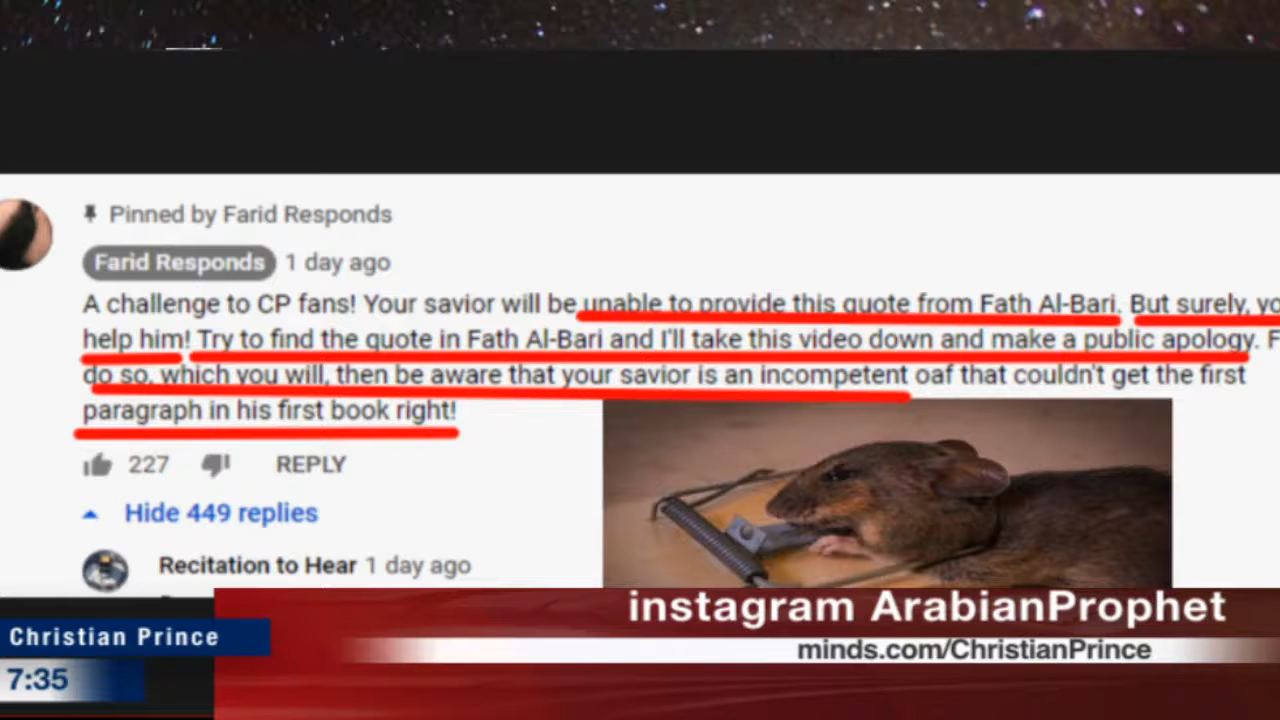 Pinned by Farid Responds
Farid Responds 1 day ago
A challenge to CP fans! Your savior will be unable to provide this quote from Fath Al-Bari. But surely,
help him! Try to find the quote in Fath Al-Bari and I'll take this video down and make a public apology.
do so, which you will, then be aware that your savior is an incompetent oaf that couldn't get the first
paragraph in his first book right!
227 REPLY
Hide 449 replies
Recitation to Hear 1 day ago
instagram ArabianProphet
Christian Prince
minds.com/ChristianPrince
7:35